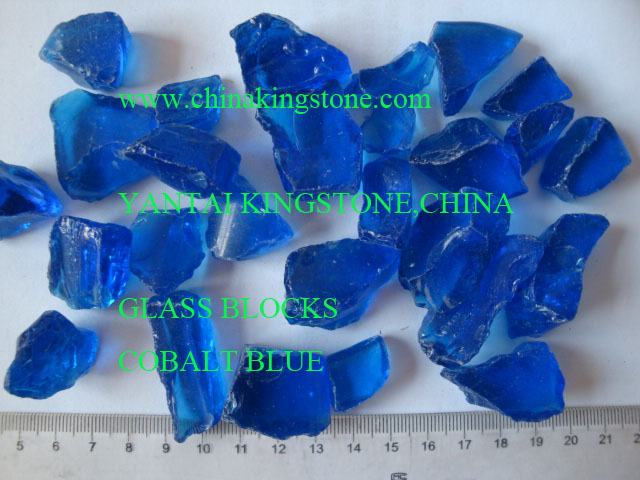 www.chinakingstone.com
YANTAI KINGSTONE,CHINA
GLASS BLOCKS
COBALT BLUE
5 6 7 8 9 10 11 12 13 14 15 16 17 18 19 20 21